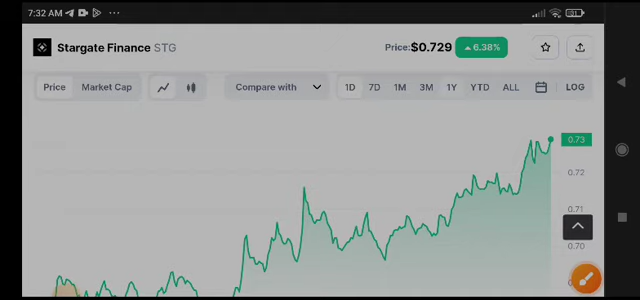 7:32 AM
Stargate Finance STG
Price:$0.729 6.38%
Price Market Cap Compare with 1D 7D 1M 3M 1Y YTD ALL LOG
0.73
0.72
0.71
0.70